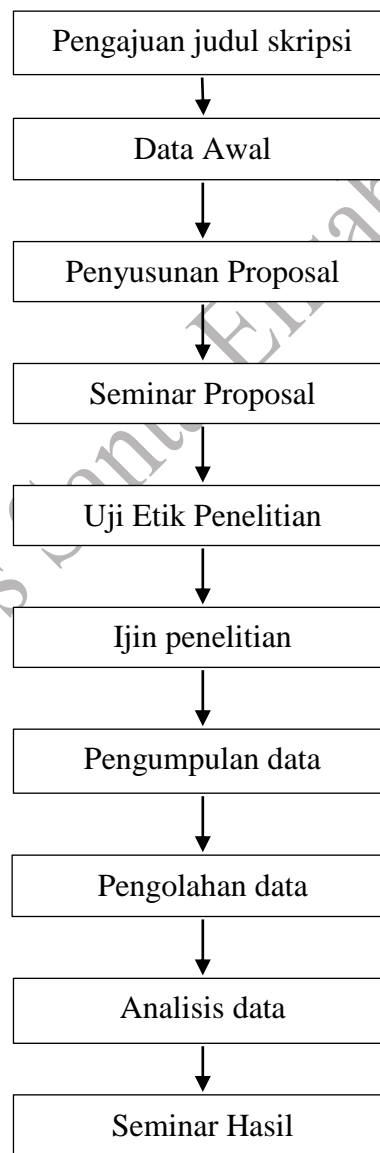 Pengajuan judul skripsi
Data Awal
Penyusunan Proposal
Seminar Proposal
Uji Etik Penelitian
Ijin penelitian
Pengumpulan data
Pengolahan data
Analisis data
Seminar Hasil